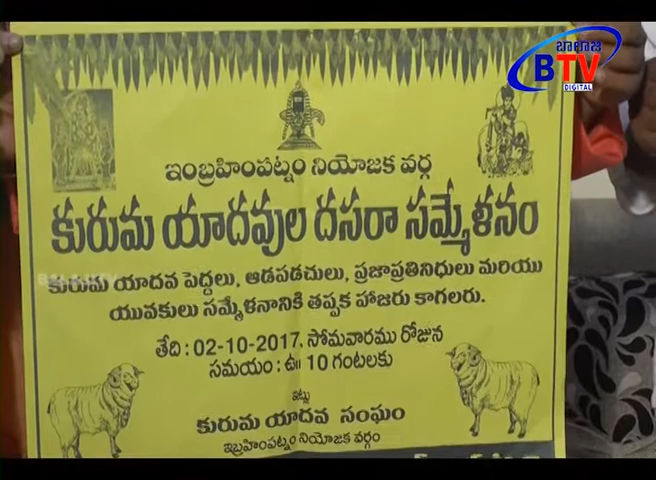 బాలాజి
BTV
DIGITAL
ఇంబ్రహింపట్నం నియోజక వర్గ
కురుమ యాదవుల దసరా సమ్మేళనం
కురుమ యాదవ పెద్దలు, ఆడపడచులు, ప్రజాప్రతినిధులు మరియు
యువకులు సమ్మేళనానికి తప్పక హాజరు కాగలరు.
తేది : 02-10-2017, సోమవారము రోజున
సమయం : ఉ॥ 10 గంటలకు
ఇట్లు
కురుమ యాదవ సంఘం
ఇబ్రహింపట్నం నియోజక వర్గం